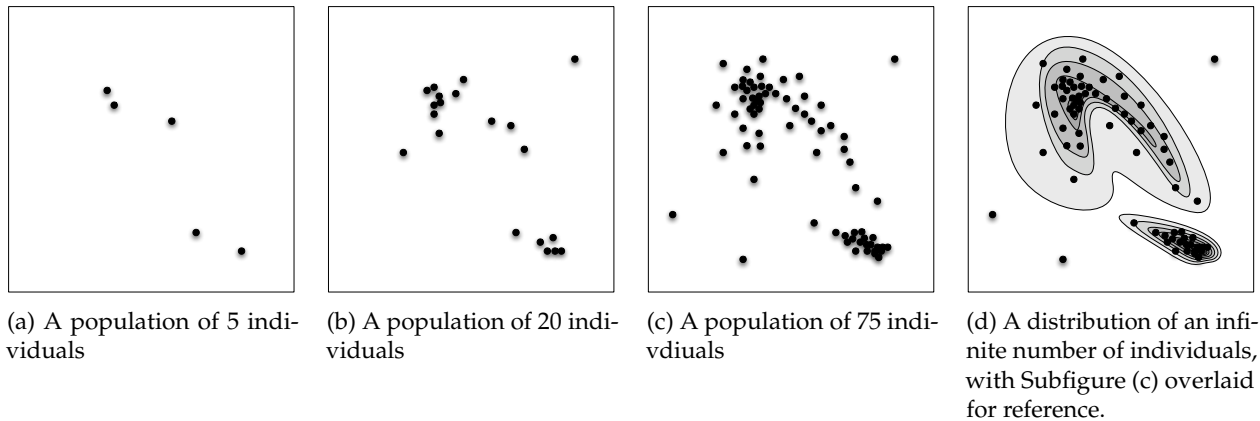 (a) A population of 5 indi-
viduals
(b) A population of 20 indi-
viduals
(c) A population of 75 indi-
vdiuals
(d) A distribution of an infi-
nite number of individuals,
with Subfigure (c) overlaid
for reference.